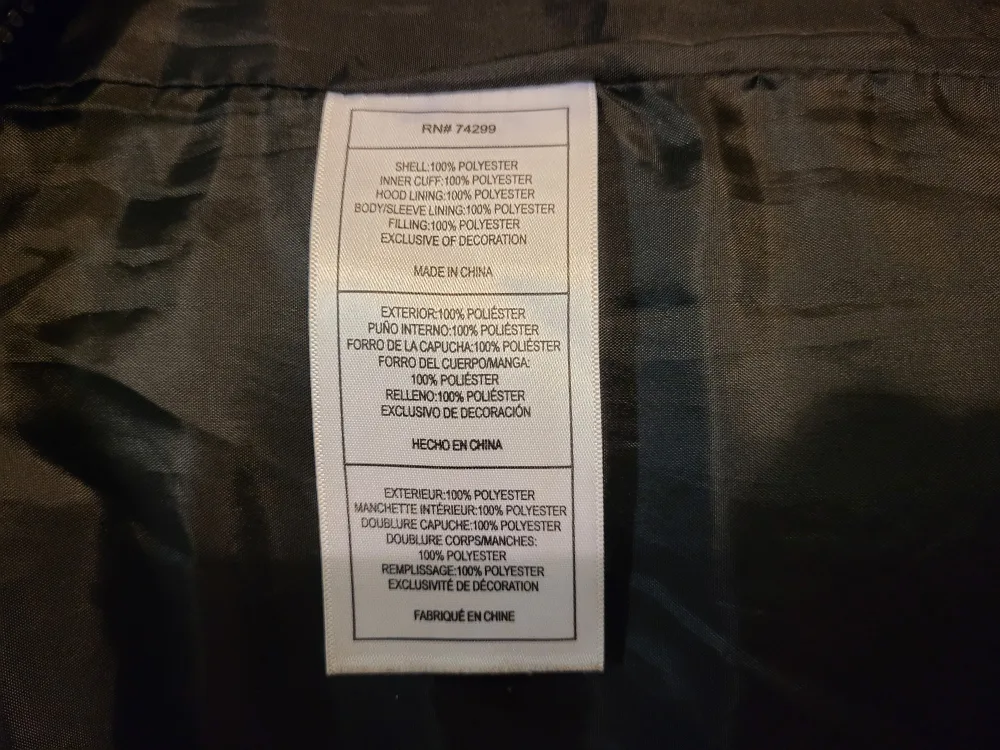 RN# 74299
SHELL:100% POLYESTER
INNER CUFF:100% POLYESTER
HOOD LINING:100% POLYESTER
BODY/SLEEVE LINING:100% POLYESTER
FILLING:100% POLYESTER
EXCLUSIVE OF DECORATION
MADE IN CHINA
EXTERIOR:100% POLIÉSTER
PUÑO INTERNO:100% POLIÉSTER
FORRO DE LA CAPUCHA:100% POLIÉSTER
FORRO DEL CUERPO/MANGA:
100% POLIÉSTER
RELLENO:100% POLIÉSTER
EXCLUSIVO DE DECORACIÓN
HECHO EN CHINA
EXTERIEUR:100% POLYESTER
MANCHETTE INTÉRIEUR:100% POLYESTER
DOUBLURE CAPUCHE:100% POLYESTER
DOUBLURE CORPS/MANCHES:
100% POLYESTER
REMPLISSAGE:100% POLYESTER
EXCLUSIVITÉ DE DÉCORATION
FABRIQUÉ EN CHINE